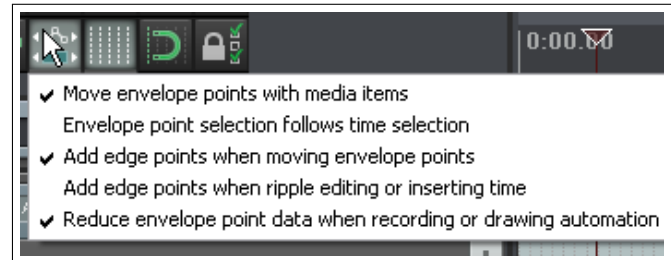 0:00.00
Move envelope points with media items
Envelope point selection follows time selection
Add edge points when moving envelope points
Add edge points when ripple editing or inserting time
Reduce envelope point data when recording or drawing automation